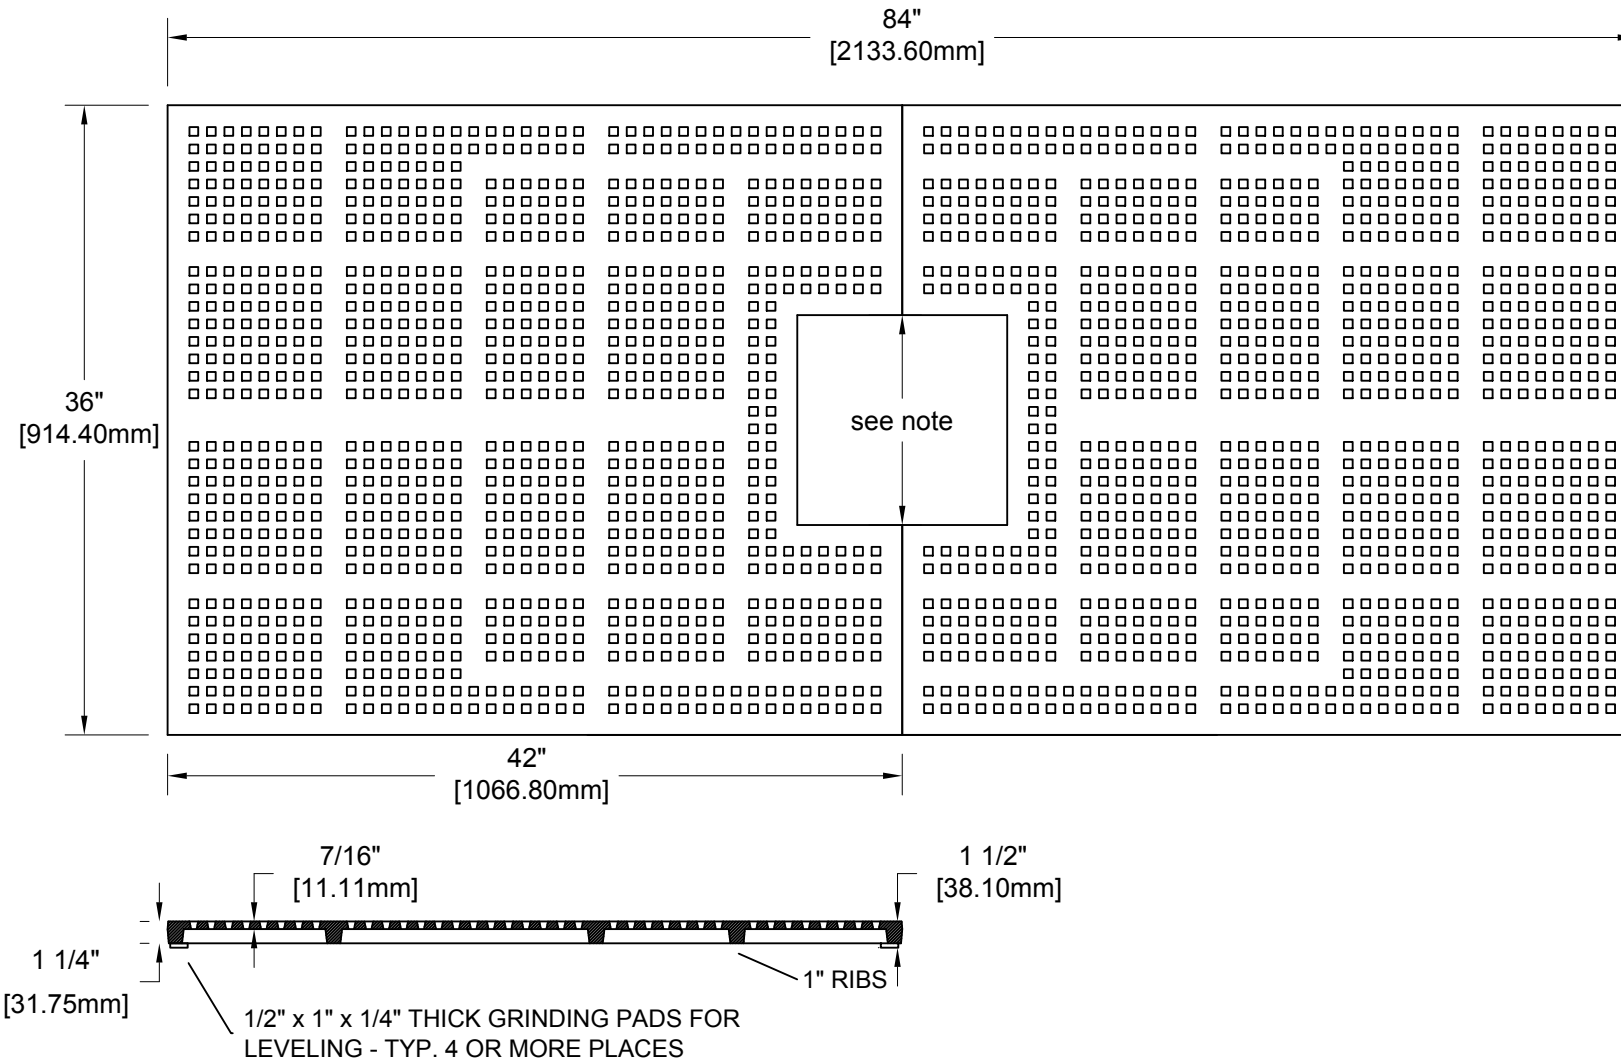 84"
[2133.60mm]
36"
[914.40mm]
see note
42"
[1066.80mm]
7/16"
[11.11mm]
1 1/2"
[38.10mm]
1 1/4"
[31.75mm]
1" RIBS
1/2" x 1" x 1/4" THICK GRINDING PADS FOR
LEVELING - TYP. 4 OR MORE PLACES